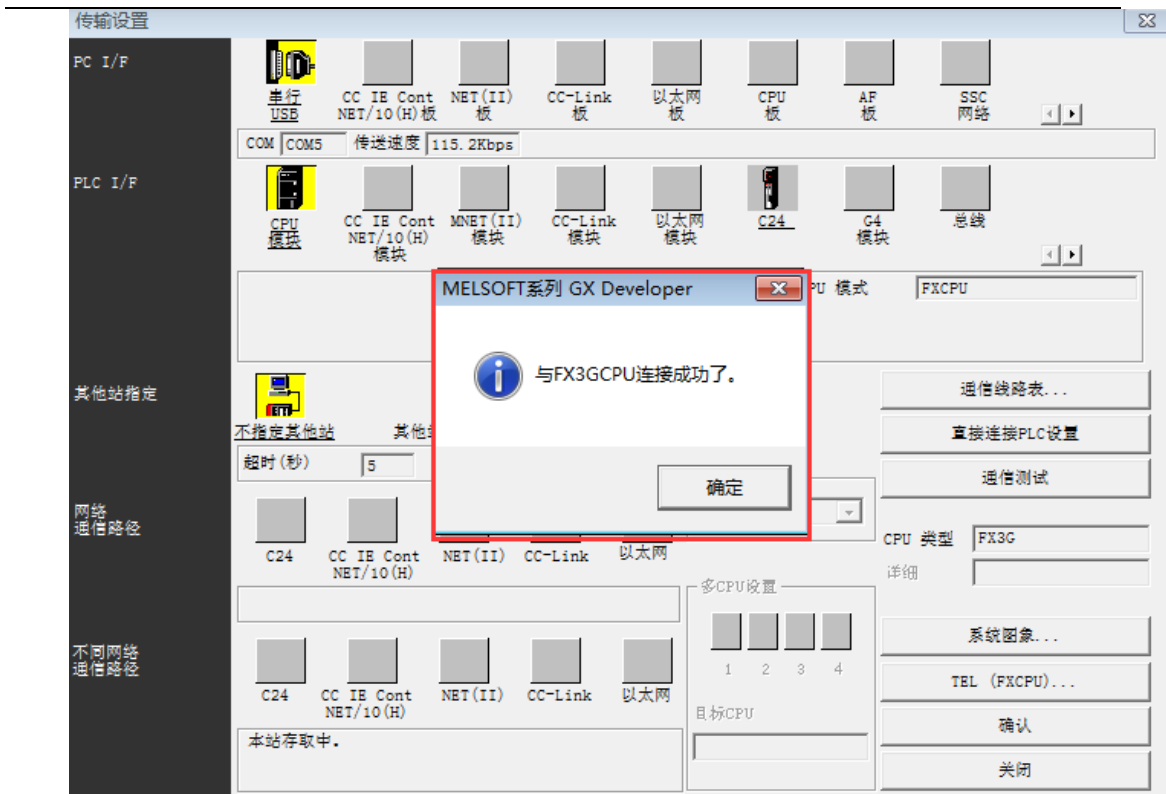 传输设置
PC I/F
串行
USB
CC IE Cont
NET/10(H)板
NET(II)
板
CC-Link
板
以太网
板
CPU
板
AF
板
SSC
网络
COM COM5 传送速度 115.2Kbps
PLC I/F
CPU
模块
CC IE Cont
NET/10(H)
模块
MNET(II)
模块
CC-Link
模块
以太网
模块
C24
G4
模块
总线
PU 模式 FXCPU
MELSOFT系列 GX Developer
与FX3GCPU连接成功了。
确定
其他站指定
不指定其他站
其他
超时(秒) 5
通信线路表...
直接连接PLC设置
通信测试
CPU 类型 FX3G
详细
网络
通信路径
C24
CC IE Cont
NET/10(H)
NET(II)
CC-Link
以太网
多CPU设置
1 2 3 4
目标CPU
系统图象...
TEL (FXCPU)...
确认
关闭
不同网络
通信路径
C24
CC IE Cont
NET/10(H)
NET(II)
CC-Link
以太网
本站存取中.